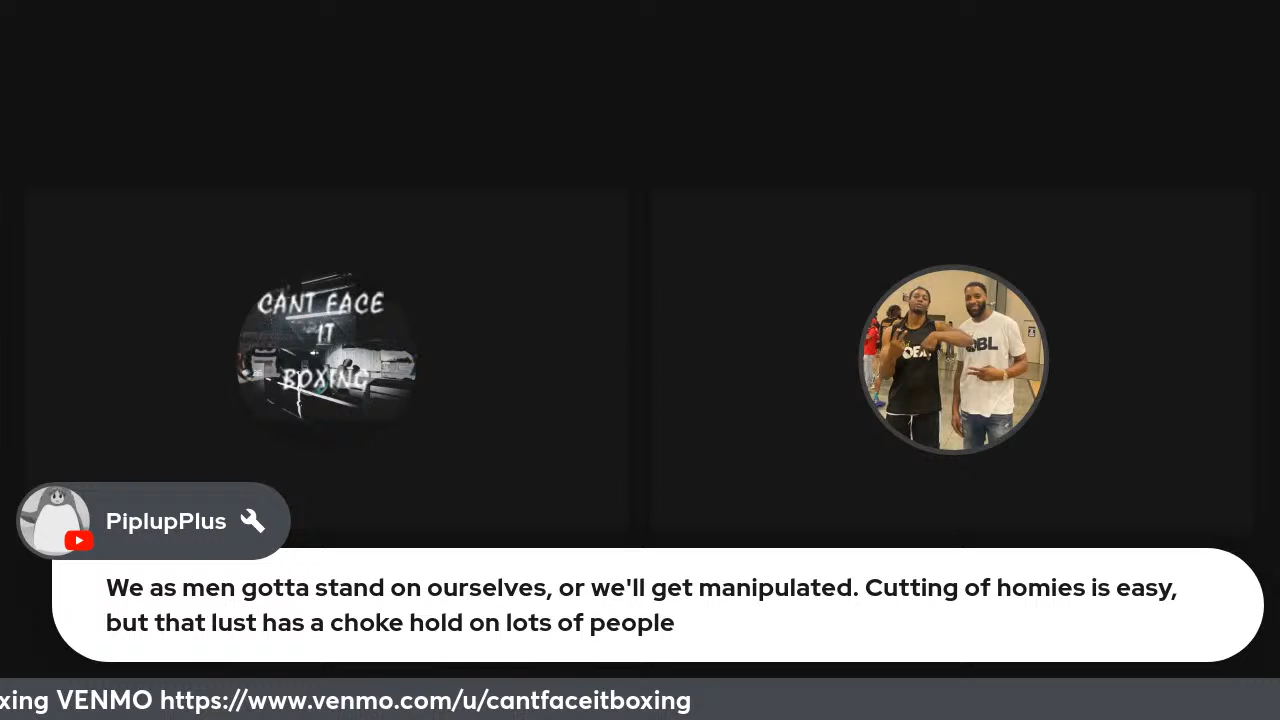 CANT FACE
IT
BOXING
QBL
PiplupPlus
We as men gotta stand on ourselves, or we'll get manipulated. Cutting of homies is easy,
but that lust has a choke hold on lots of people
xing VENMO https://www.venmo.com/u/cantfaceitboxing